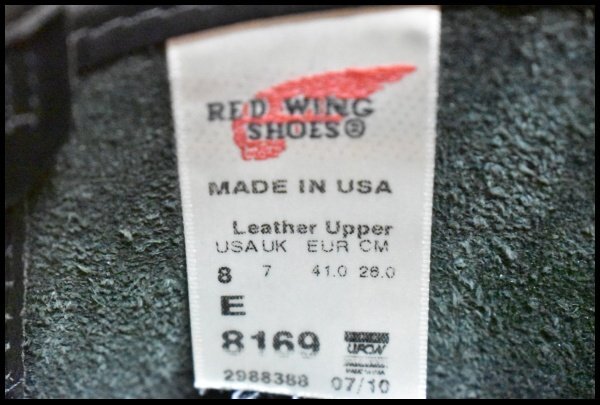 RED WING
SHOES®
MADE IN USA
Leather Upper
USA UK EUR CM
8 7 41.0 26.0
E
8169
UFCW
2988388 07/10